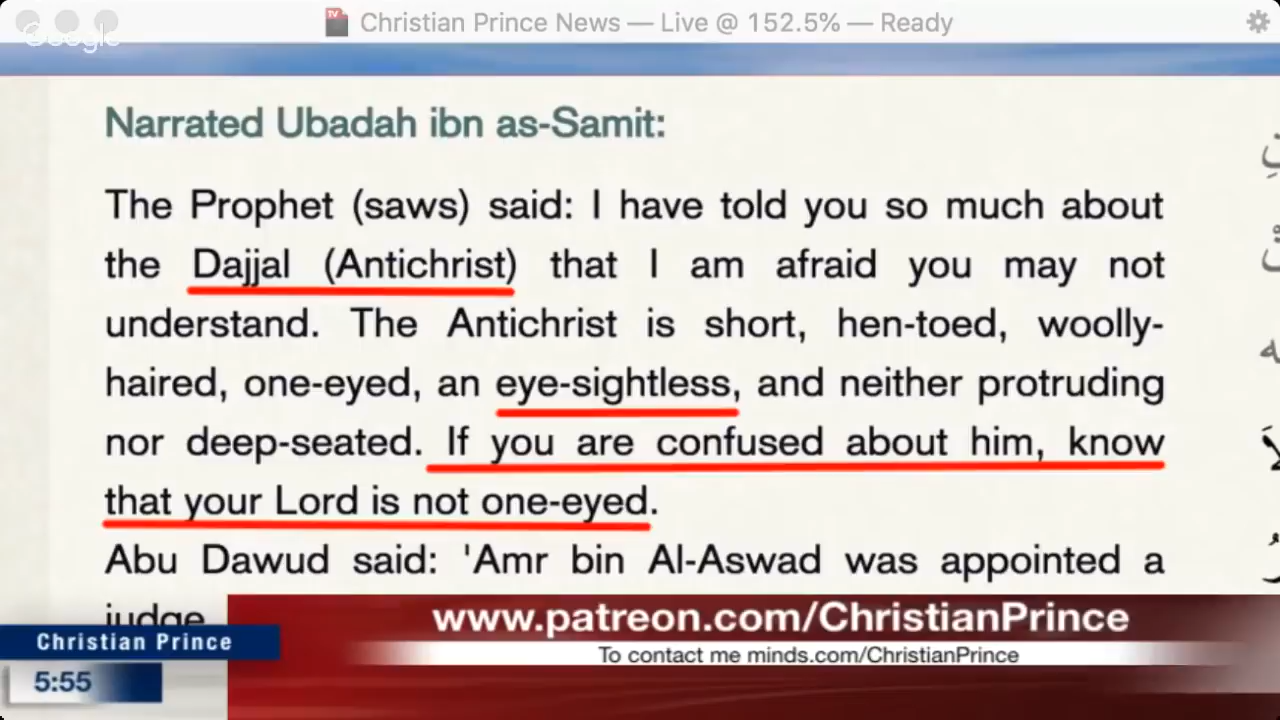 Christian Prince News — Live @ 152.5% — Ready
Google
Narrated Ubadah ibn as-Samit:
The Prophet (saws) said: I have told you so much about
the Dajjal (Antichrist) that I am afraid you may not
understand. The Antichrist is short, hen-toed, woolly-
haired, one-eyed, an eye-sightless, and neither protruding
nor deep-seated. If you are confused about him, know
that your Lord is not one-eyed.
Abu Dawud said: 'Amr bin Al-Aswad was appointed a
judge.
www.patreon.com/ChristianPrince
Christian Prince
To contact me minds.com/ChristianPrince
5:55